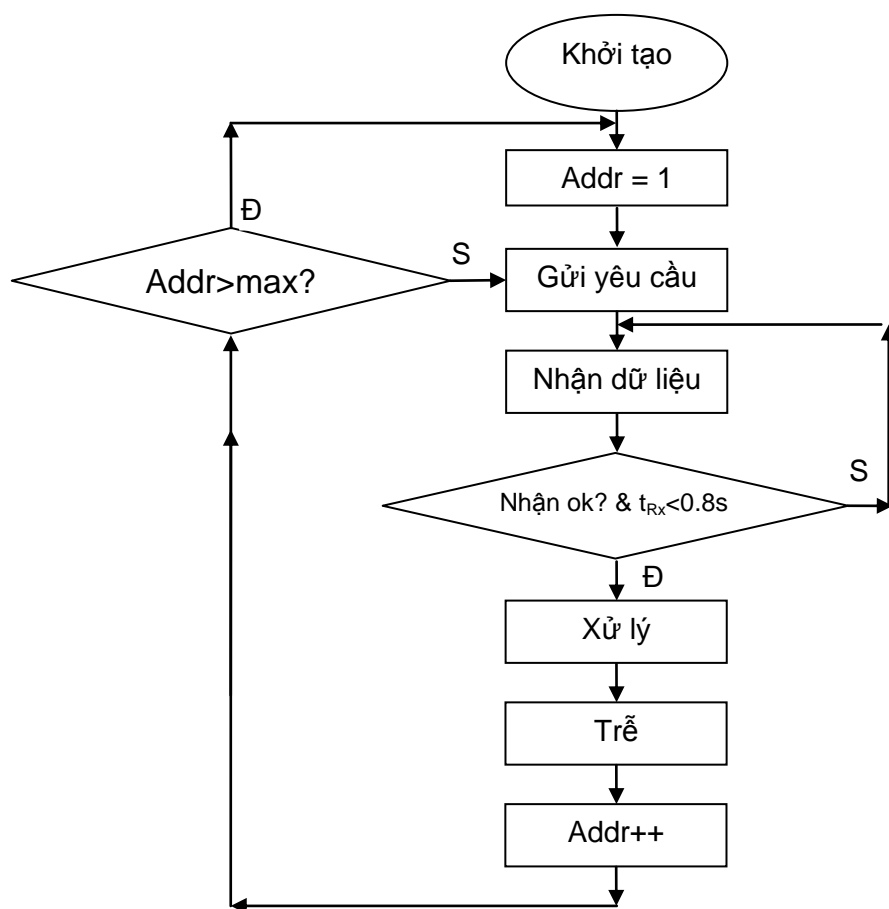 Khởi tạo
Addr = 1
Đ
S
Addr>max?
Gửi yêu cầu
Nhận dữ liệu
S
Nhận ok? & tRx<0.8s
Đ
Xử lý
Trễ
Addr++